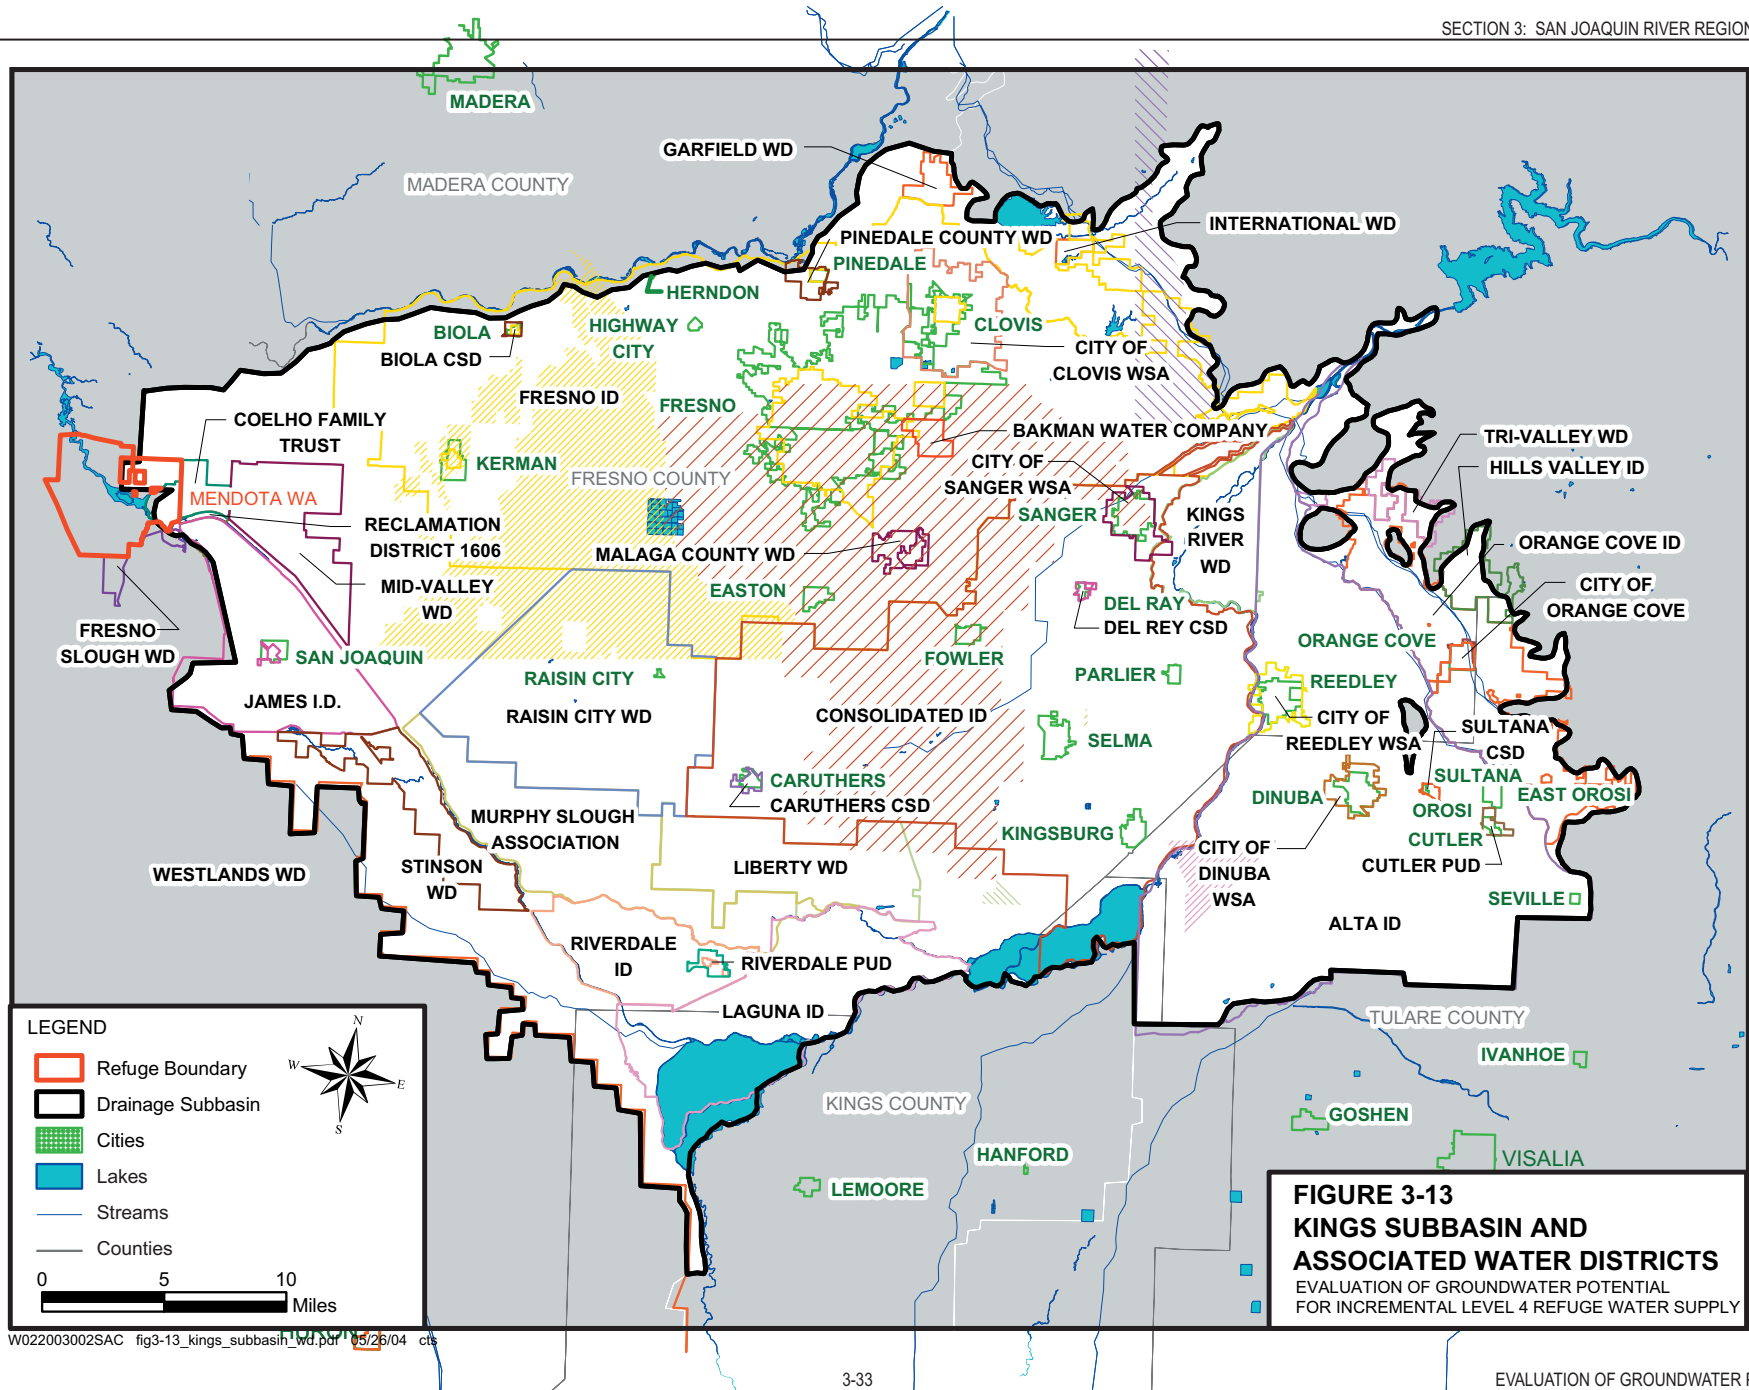 SECTION 3: SAN JOAQUIN RIVER REGION
MADERA
GARFIELD WD
MADERA COUNTY
INTERNATIONAL WD
PINEDALE COUNTY WD
PINEDALE
HERNDON
BIOLA
HIGHWAY
CITY
CLOVIS
BIOLA CSD
CITY OF
CLOVIS WSA
FRESNO ID
FRESNO
COELHO FAMILY
TRUST
BAKMAN WATER COMPANY
TRI-VALLEY WD
KERMAN
CITY OF
SANGER WSA
HILLS VALLEY ID
FRESNO COUNTY
MENDOTA WA
SANGER
KINGS
RIVER
WD
RECLAMATION
DISTRICT 1606
MALAGA COUNTY WD
ORANGE COVE ID
MID-VALLEY
WD
EASTON
CITY OF
ORANGE COVE
DEL RAY
DEL REY CSD
FRESNO
SLOUGH WD
ORANGE COVE
SAN JOAQUIN
FOWLER
RAISIN CITY
PARLIER
REEDLEY
JAMES I.D.
RAISIN CITY WD
CONSOLIDATED ID
CITY OF
REEDLEY WSA
SULTANA
CSD
SELMA
SULTANA
CARUTHERS
CARUTHERS CSD
DINUBA
EAST OROSI
OROSI
MURPHY SLOUGH
ASSOCIATION
KINGSBURG
CUTLER
CITY OF
DINUBA
WSA
CUTLER PUD
WESTLANDS WD
STINSON
WD
LIBERTY WD
SEVILLE
ALTA ID
RIVERDALE
ID
RIVERDALE PUD
LAGUNA ID
TULARE COUNTY
IVANHOE
KINGS COUNTY
GOSHEN
HANFORD
VISALIA
LEMOORE
LEGEND
N
W
E
S
Refuge Boundary
Drainage Subbasin
Cities
Lakes
Streams
Counties
0 5 10
Miles
HURON
FIGURE 3-13
KINGS SUBBASIN AND
ASSOCIATED WATER DISTRICTS
EVALUATION OF GROUNDWATER POTENTIAL
FOR INCREMENTAL LEVEL 4 REFUGE WATER SUPPLY
W022003002SAC fig3-13_kings_subbasin_wd.pdf 05/26/04 cts
3-33
EVALUATION OF GROUNDWATER